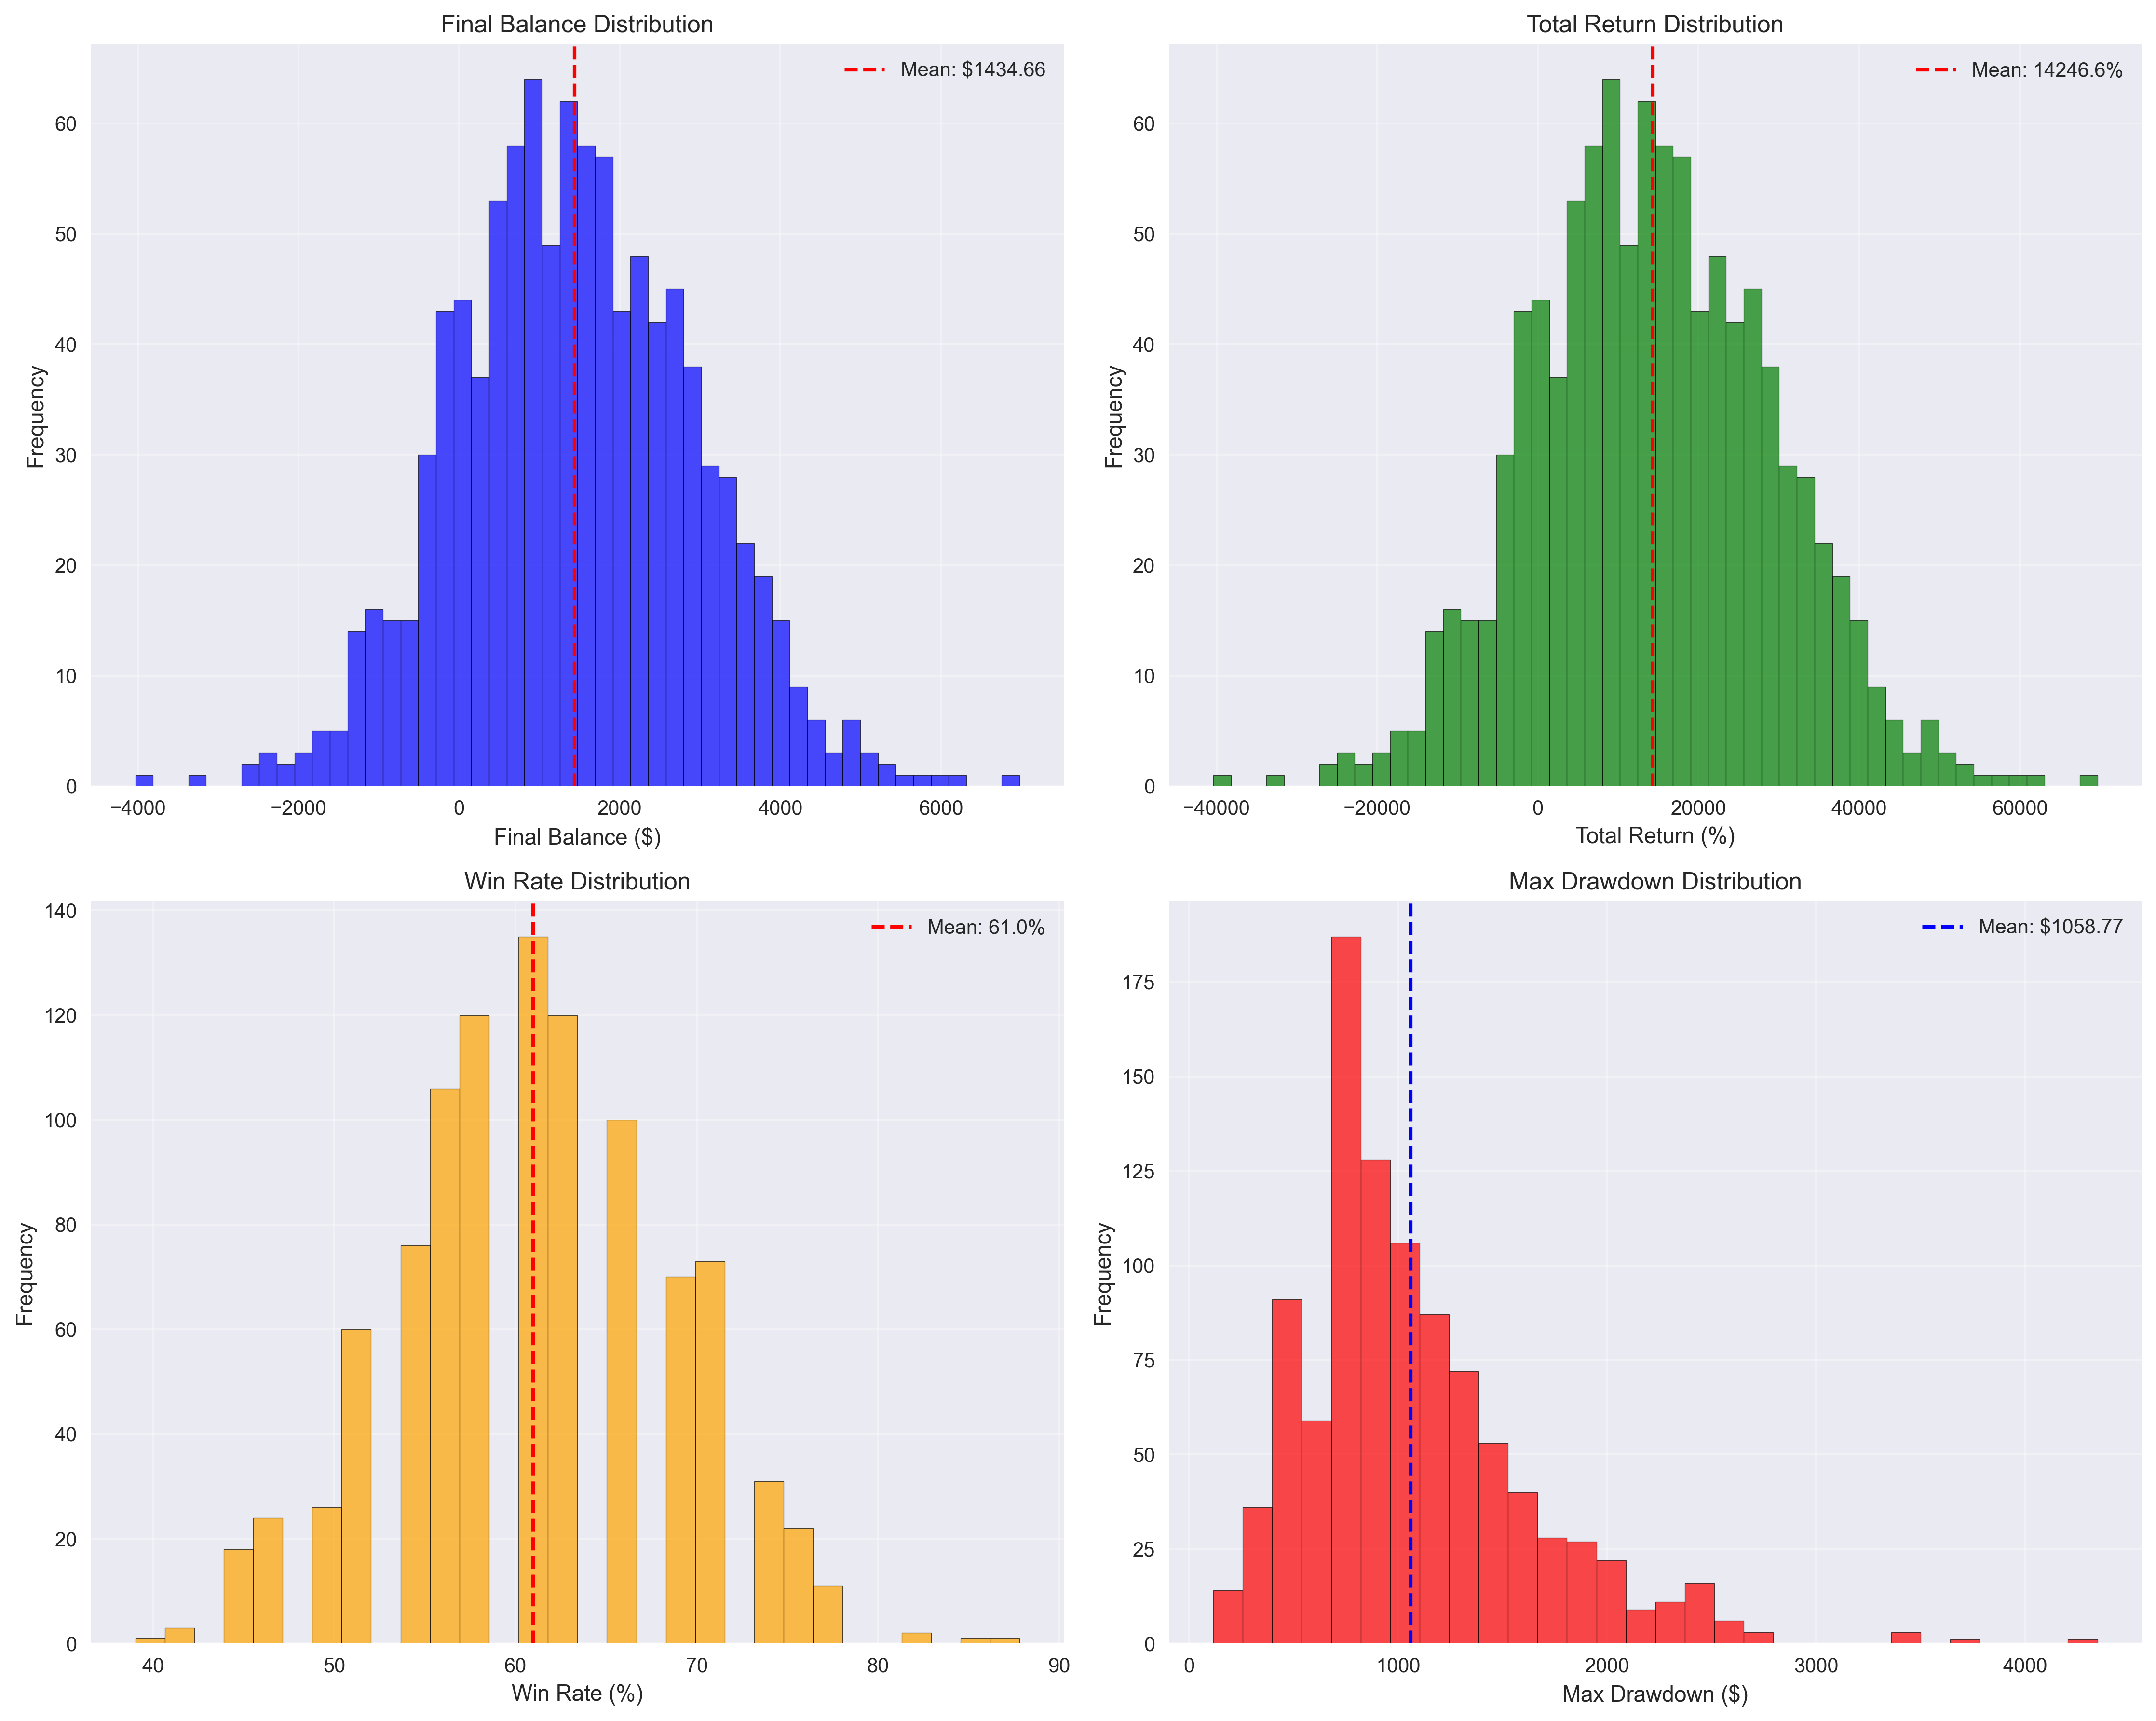 Final Balance Distribution
Mean: $1434.66
Frequency
60
50
40
30
20
10
0
−4000 −2000 0 2000 4000 6000
Final Balance ($)
Total Return Distribution
Mean: 14246.6%
Frequency
60
50
40
30
20
10
0
−40000 −20000 0 20000 40000 60000
Total Return (%)
Win Rate Distribution
Mean: 61.0%
Frequency
140
120
100
80
60
40
20
0
40 50 60 70 80 90
Win Rate (%)
Max Drawdown Distribution
Mean: $1058.77
Frequency
175
150
125
100
75
50
25
0
0 1000 2000 3000 4000
Max Drawdown ($)